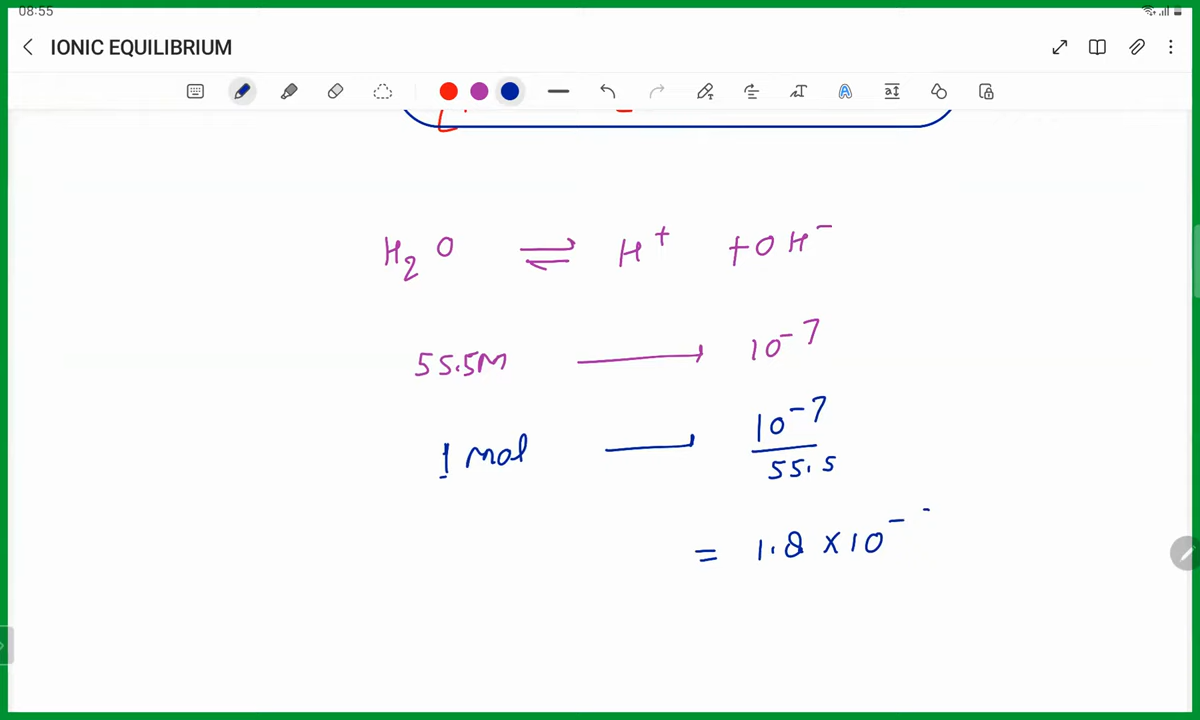 08:55
IONIC EQUILIBRIUM
H₂O ⇌ H⁺ + OH⁻
55.5M ⟶ 10⁻⁷
1 mol ⟶ 10⁻⁷/55.5
= 1.8 × 10⁻